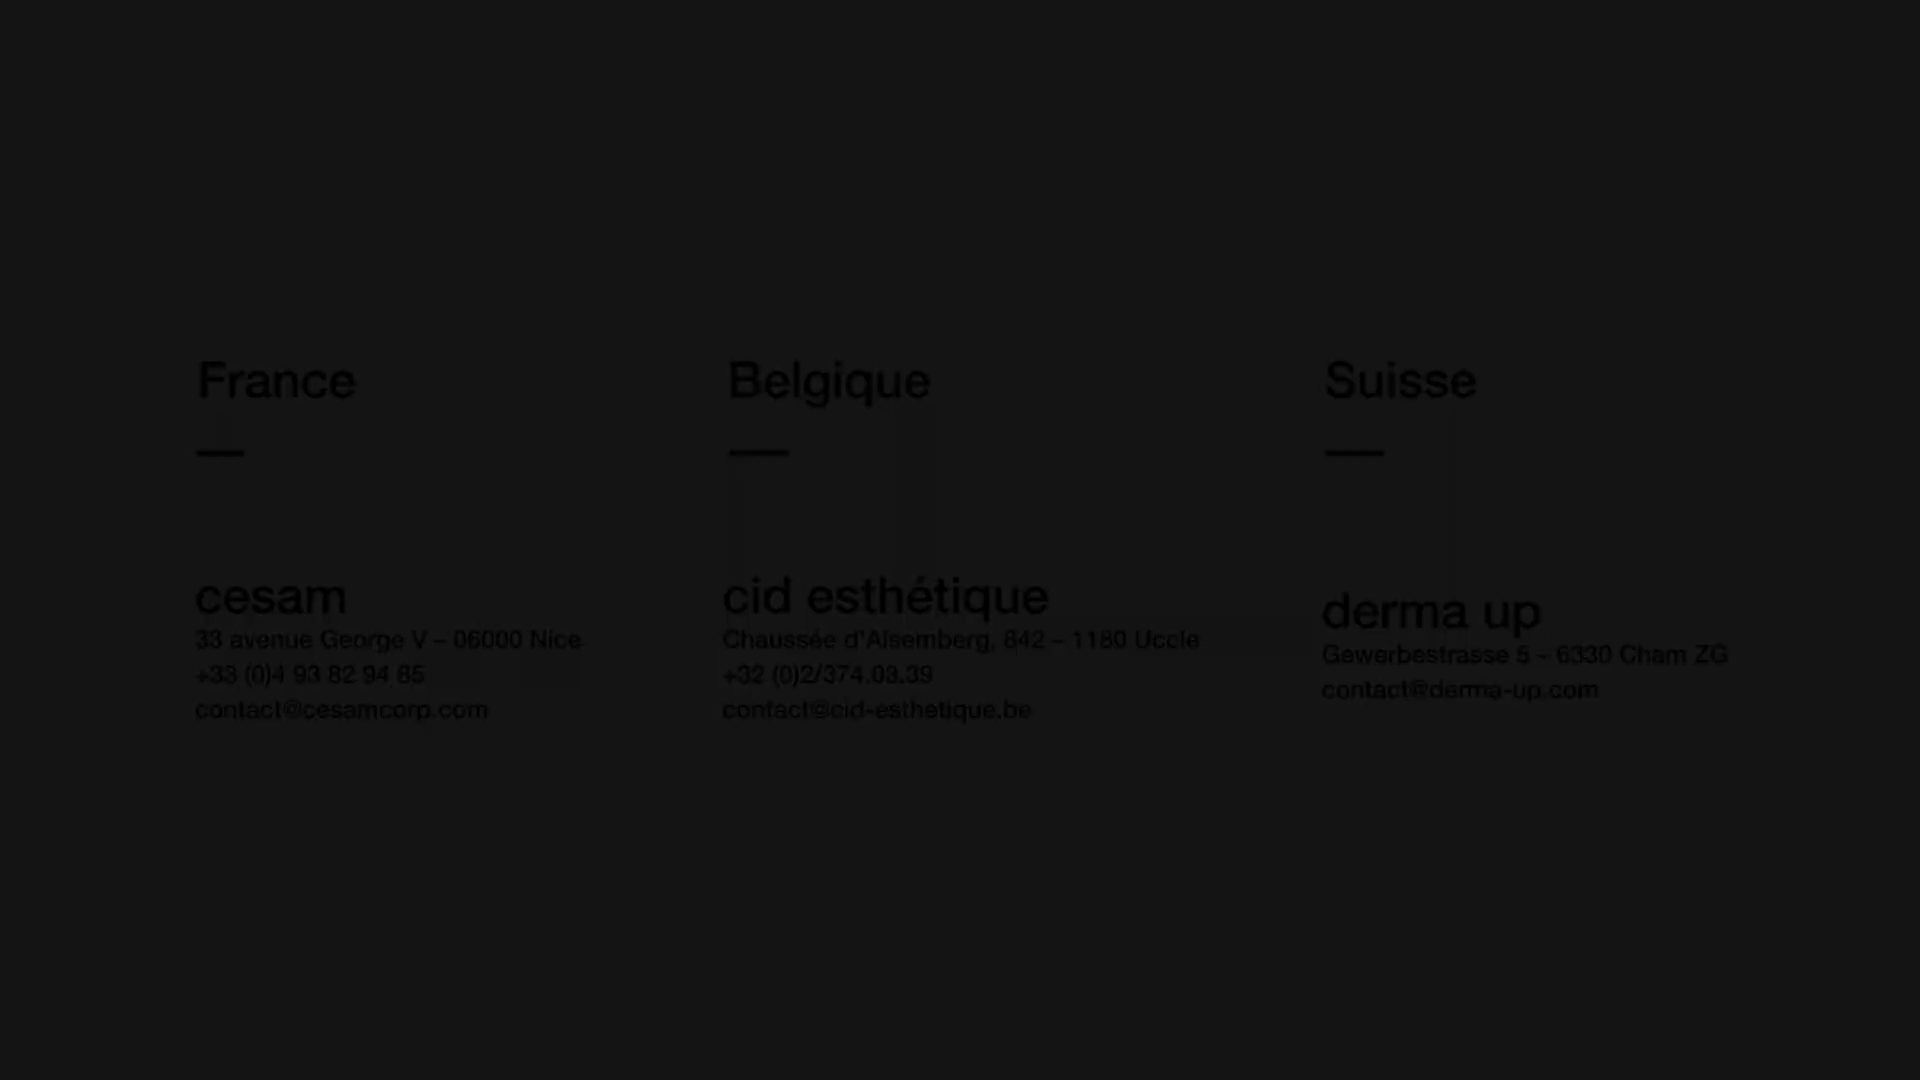 France
Belgique
Suisse
cesam
33 avenue George V – 06000 Nice
+33 (0)4 93 82 94 85
contact@cesamcorp.com
cid esthétique
Chaussée d'Alsemberg, 842 – 1180 Uccle
+32 (0)2/374.03.39
contact@cid-esthetique.be
derma up
Gewerbestrasse 5 – 6330 Cham ZG
contact@derma-up.com